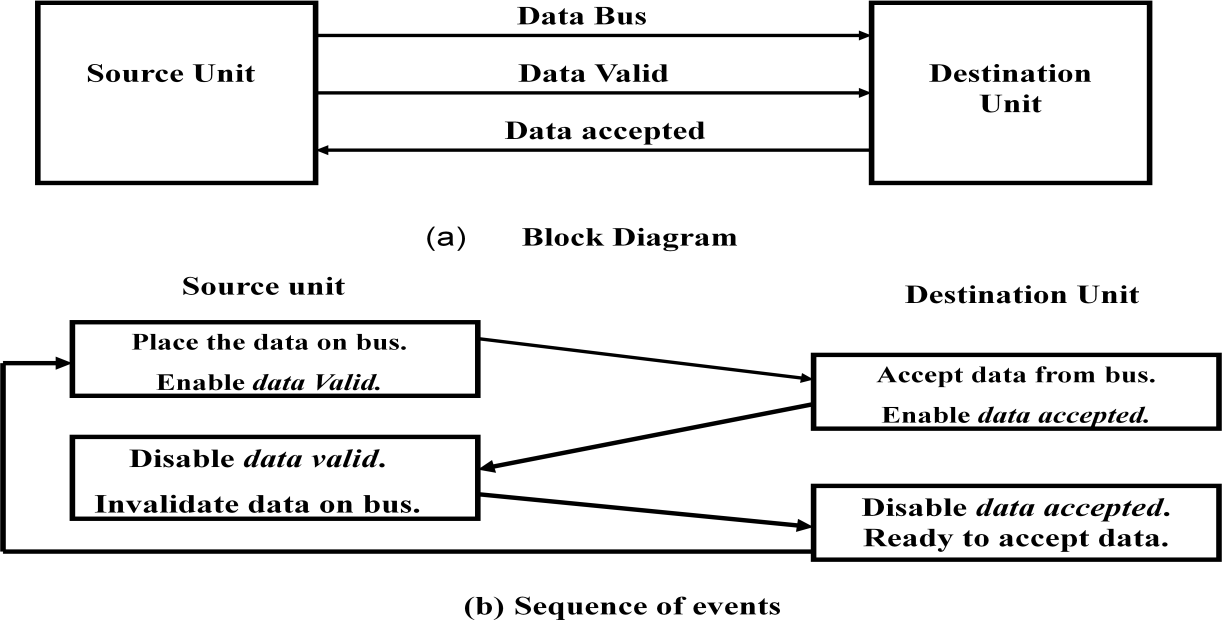 Data Bus
Source Unit
Data Valid
Destination
Unit
Data accepted
(a) Block Diagram
Source unit
Destination Unit
Place the data on bus.
Enable data Valid.
Accept data from bus.
Enable data accepted.
Disable data valid.
Invalidate data on bus.
Disable data accepted.
Ready to accept data.
(b) Sequence of events